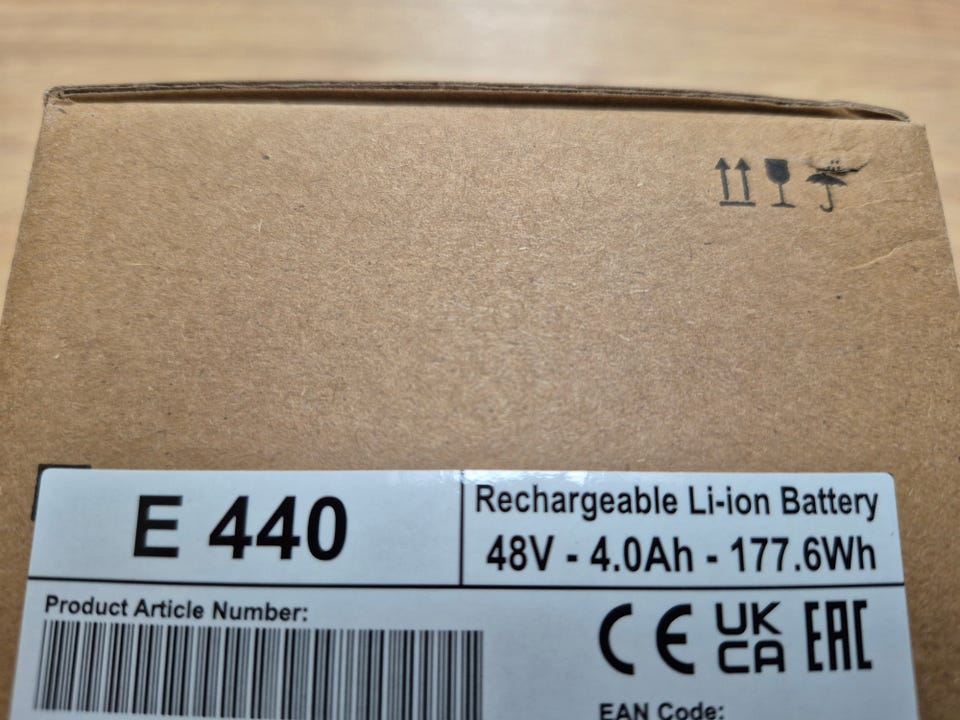 E 440
Rechargeable Li-ion Battery
48V - 4.0Ah - 177.6Wh
Product Article Number:
CE UK CA EAC
EAN Code: